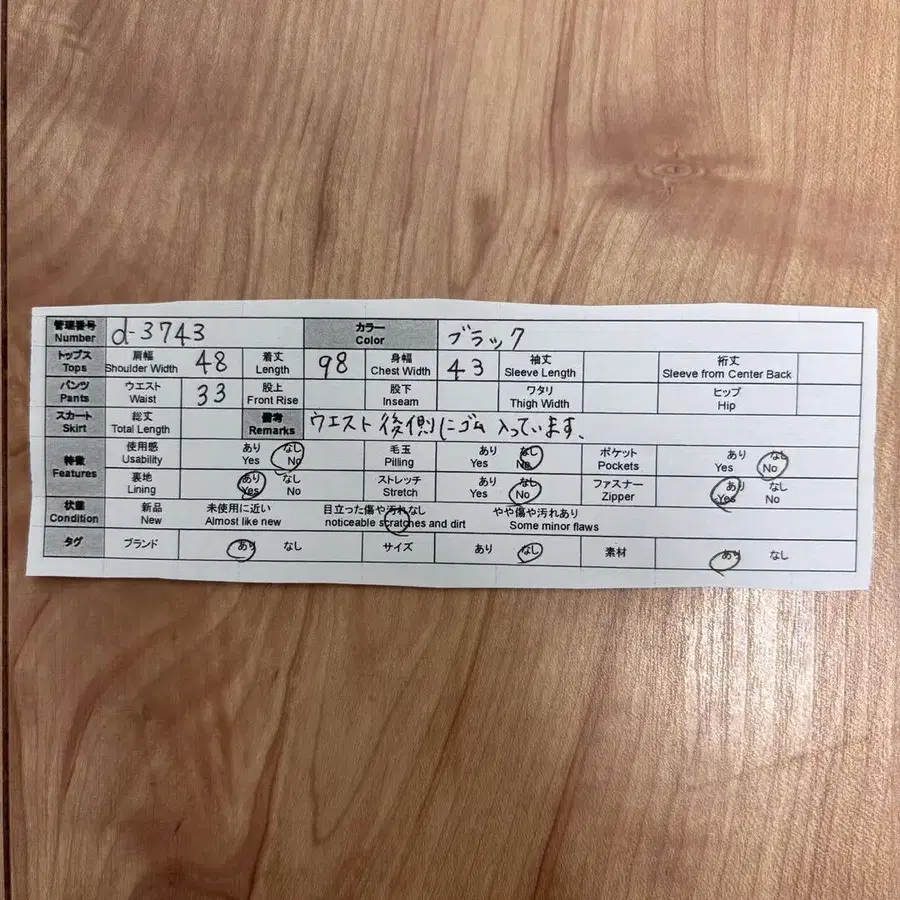 管理番号 Number d-3743 カラー Color ブラック
トップス Tops 肩幅 Shoulder Width 48 着丈 Length 98 身幅 Chest Width 43 袖丈 Sleeve Length 裄丈 Sleeve from Center Back
パンツ Pants ウエスト Waist 33 股上 Front Rise 股下 Inseam ワタリ Thigh Width ヒップ Hip
スカート Skirt 総丈 Total Length 備考 Remarks ウエスト後側にゴム入っています。
特徴 Features 使用感 Usability あり Yes なし No 毛玉 Pilling あり Yes なし No ポケット Pockets あり Yes なし No
裏地 Lining あり Yes なし No ストレッチ Stretch あり Yes なし No ファスナー Zipper あり Yes なし No
状態 Condition 新品 New 未使用に近い Almost like new 目立った傷や汚れなし noticeable scratches and dirt やや傷や汚れあり Some minor flaws
タグ ブランド あり なし サイズ あり なし 素材 あり なし